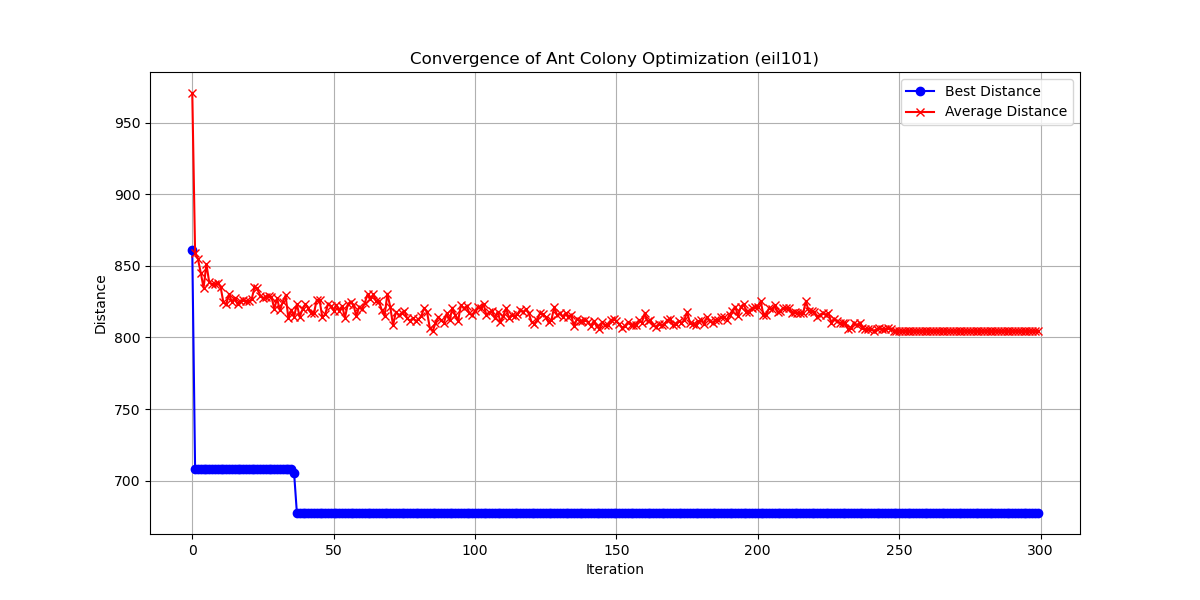 Convergence of Ant Colony Optimization (eil101)
Best Distance
Average Distance
950
900
850
800
750
700
Distance
0
50
100
150
200
250
300
Iteration